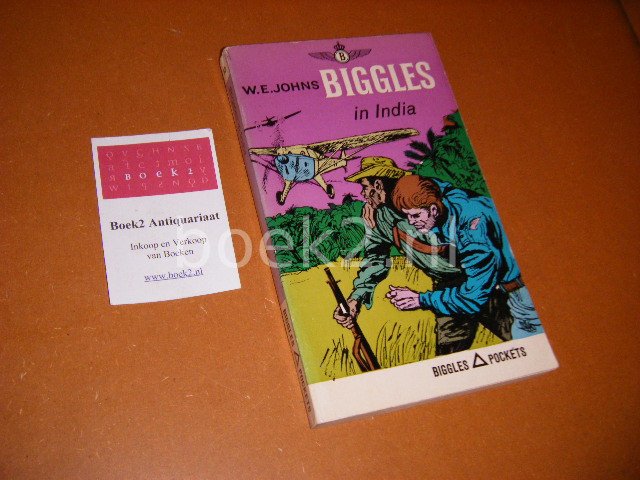 B
W.E. JOHNS BIGGLES
in India
BIGGLES POCKETS
BOEK2
Boek2 Antiquariaat
Inkoop en Verkoop
van Boeken
www.boek2.nl
boek2.nl